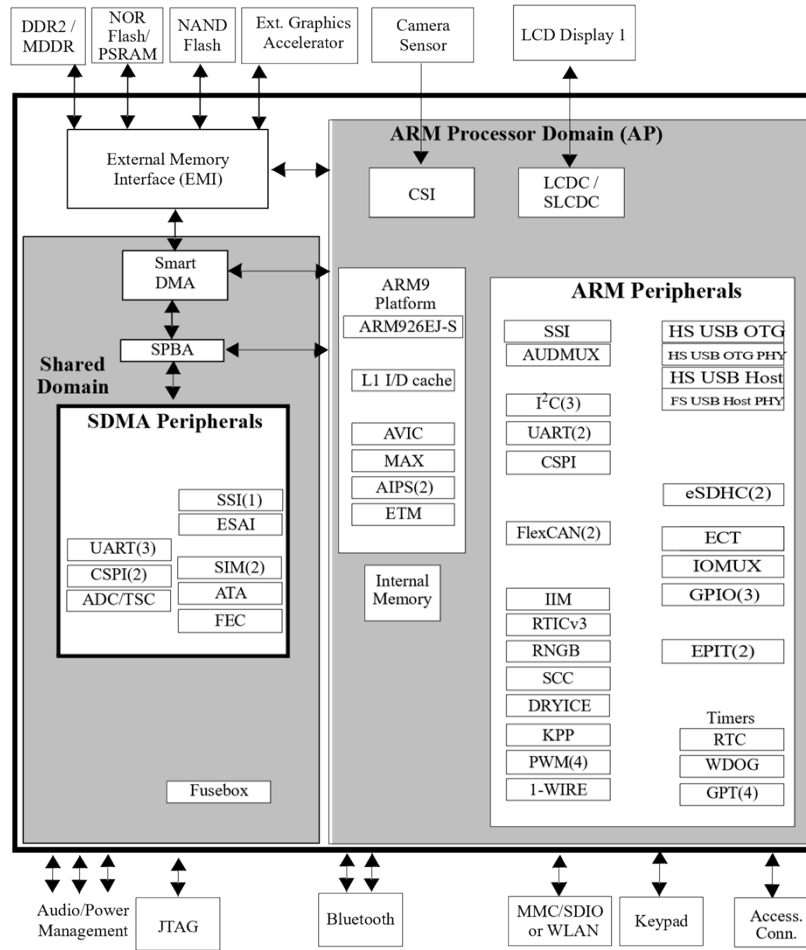 DDR2 /
MDDR
NOR
Flash/
PSRAM
NAND
Flash
Ext. Graphics
Accelerator
Camera
Sensor
LCD Display 1
External Memory
Interface (EMI)
ARM Processor Domain (AP)
CSI
LCDC /
SLCDC
Smart
DMA
SPBA
Shared
Domain
SDMA Peripherals
SSI(1)
ESAI
UART(3)
CSPI(2)
ADC/TSC
SIM(2)
ATA
FEC
Fusebox
ARM9
Platform
ARM926EJ-S
L1 I/D cache
AVIC
MAX
AIPS(2)
ETM
Internal
Memory
ARM Peripherals
SSI
AUDMUX
I²C(3)
UART(2)
CSPI
FlexCAN(2)
IIM
RTICv3
RNGB
SCC
DRYICE
KPP
PWM(4)
1-WIRE
HS USB OTG
HS USB OTG PHY
HS USB Host
FS USB Host PHY
eSDHC(2)
ECT
IOMUX
GPIO(3)
EPIT(2)
Timers
RTC
WDOG
GPT(4)
Audio/Power
Management
JTAG
Bluetooth
MMC/SDIO
or WLAN
Keypad
Access.
Conn.